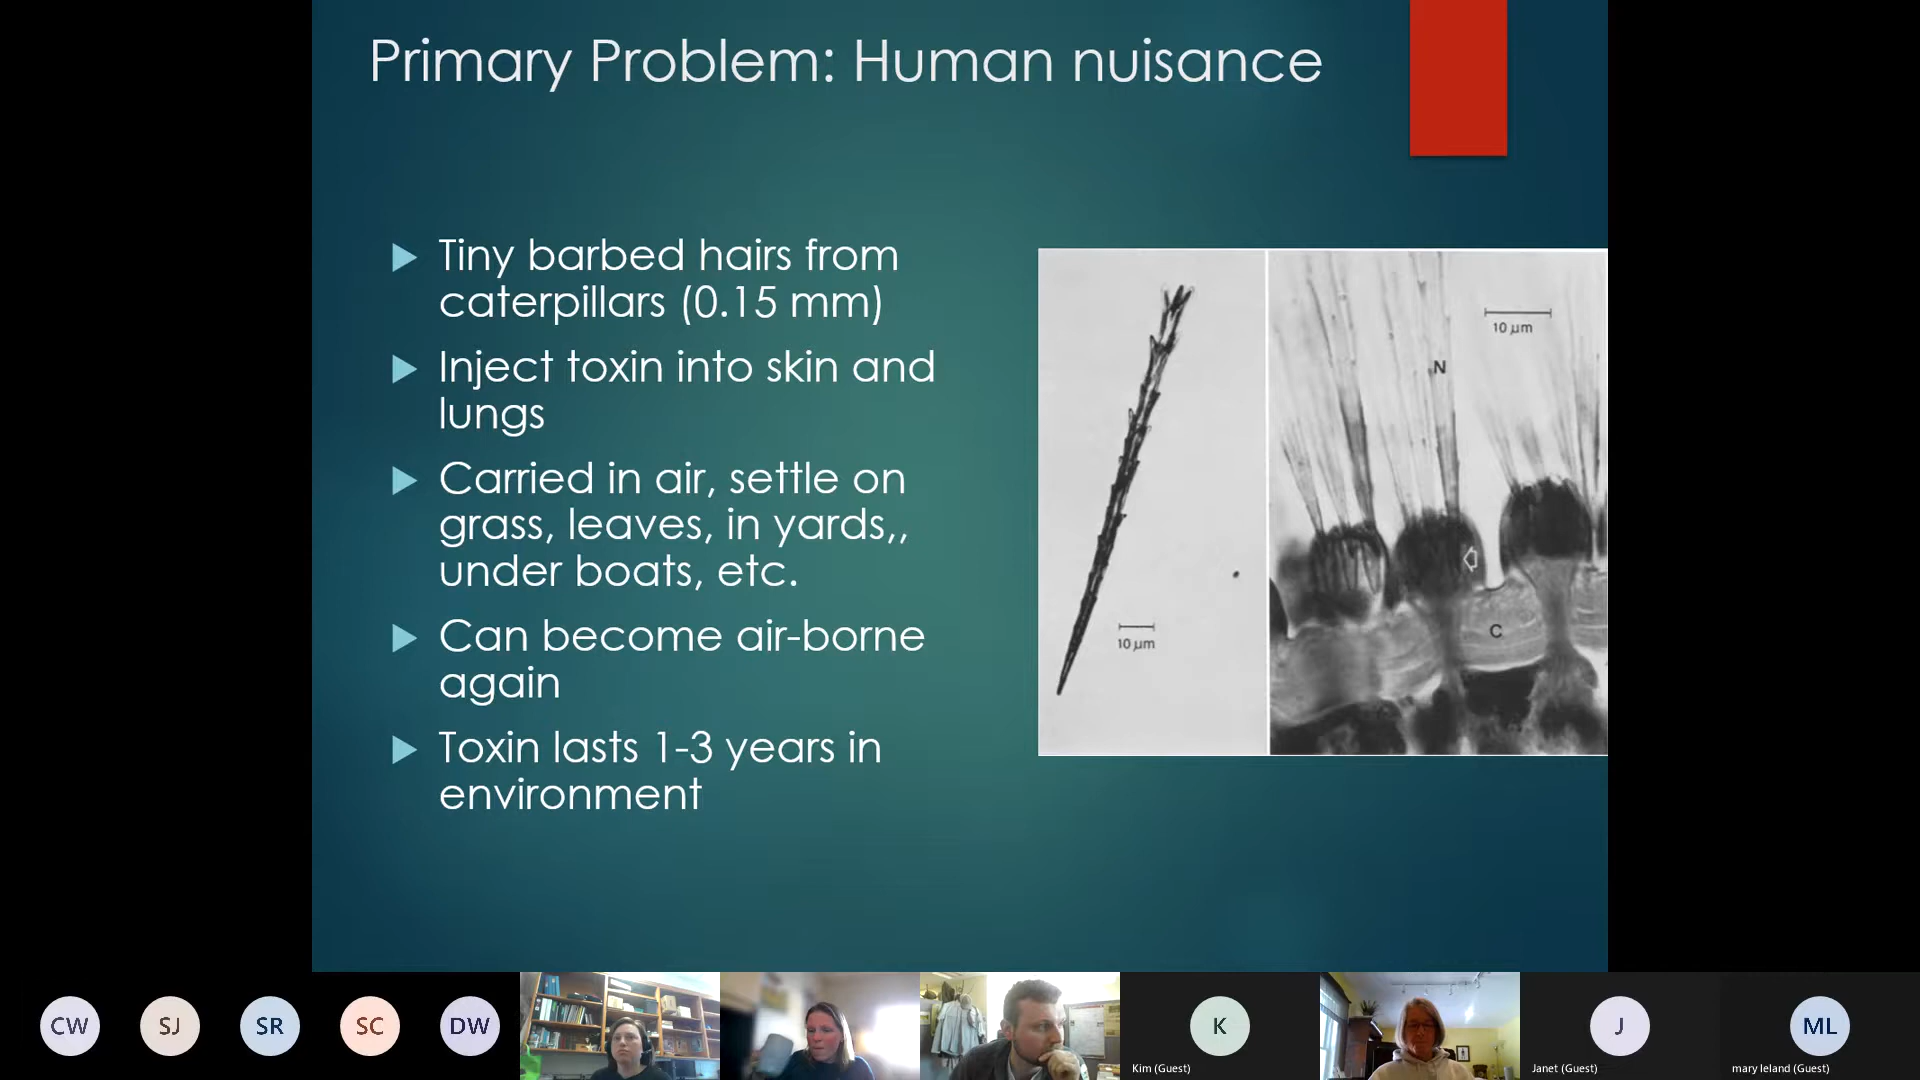 Primary Problem: Human nuisance
Tiny barbed hairs from
caterpillars (0.15 mm)
Inject toxin into skin and
lungs
Carried in air, settle on
grass, leaves, in yards,,
under boats, etc.
Can become air-borne
again
Toxin lasts 1-3 years in
environment
10 µm
N
10 µm
C
CW
SJ
SR
SC
DW
K
Kim (Guest)
J
Janet (Guest)
ML
mary leland (Guest)